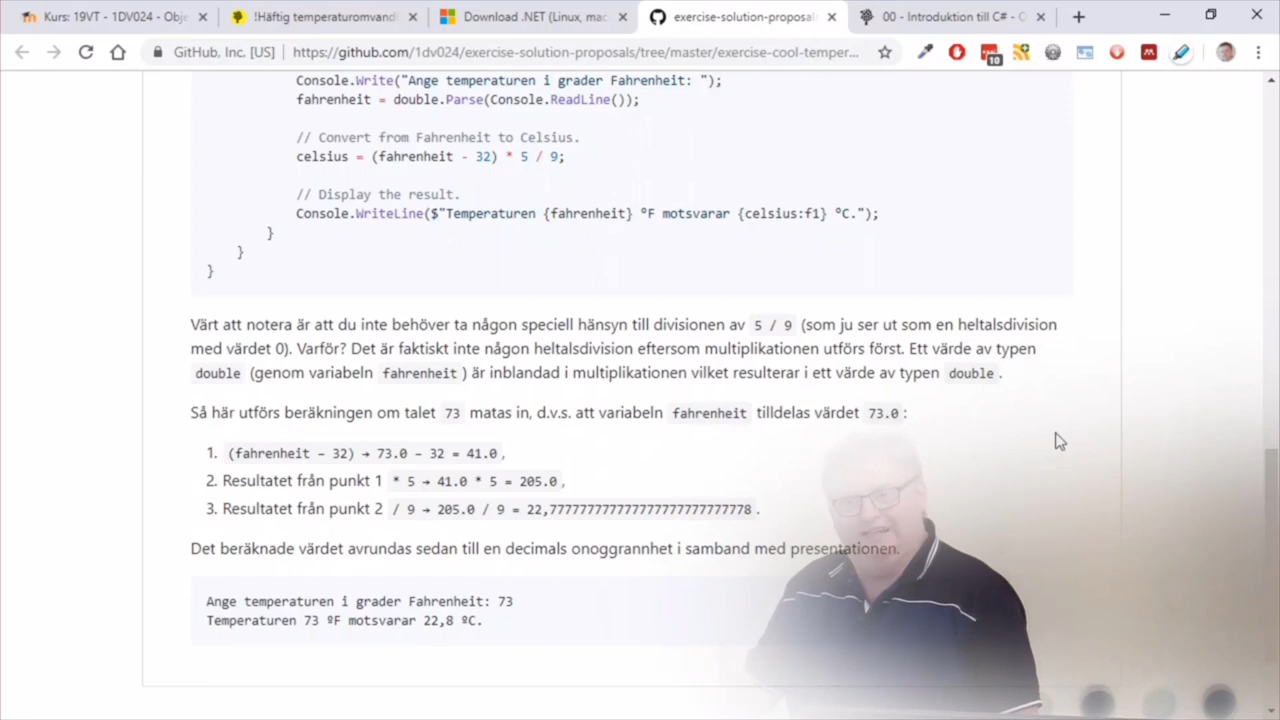 Kurs: 19VT - 1DV024 - Obje
!Häftig temperaturomvandl
Download .NET (Linux, mac
exercise-solution-proposals
00 - Introduktion till C# - O
GitHub, Inc. [US]
https://github.com/1dv024/exercise-solution-proposals/tree/master/exercise-cool-temper...
10
Console.Write("Ange temperaturen i grader Fahrenheit: ");
fahrenheit = double.Parse(Console.ReadLine());
// Convert from Fahrenheit to Celsius.
celsius = (fahrenheit - 32) * 5 / 9;
// Display the result.
Console.WriteLine($"Temperaturen {fahrenheit} ºF motsvarar {celsius:f1} ºC.");
}
}
}
Värt att notera är att du inte behöver ta någon speciell hänsyn till divisionen av 5 / 9 (som ju ser ut som en heltalsdivision
med värdet 0). Varför? Det är faktiskt inte någon heltalsdivision eftersom multiplikationen utförs först. Ett värde av typen
double (genom variabeln fahrenheit) är inblandad i multiplikationen vilket resulterar i ett värde av typen double.
Så här utförs beräkningen om talet 73 matas in, d.v.s. att variabeln fahrenheit tilldelas värdet 73.0:
1. (fahrenheit − 32) → 73.0 − 32 = 41.0,
2. Resultatet från punkt 1 * 5 → 41.0 * 5 = 205.0,
3. Resultatet från punkt 2 / 9 → 205.0 / 9 = 22,7777777777777777777777777778.
Det beräknade värdet avrundas sedan till en decimals onoggrannhet i samband med presentationen.
Ange temperaturen i grader Fahrenheit: 73
Temperaturen 73 ºF motsvarar 22,8 ºC.